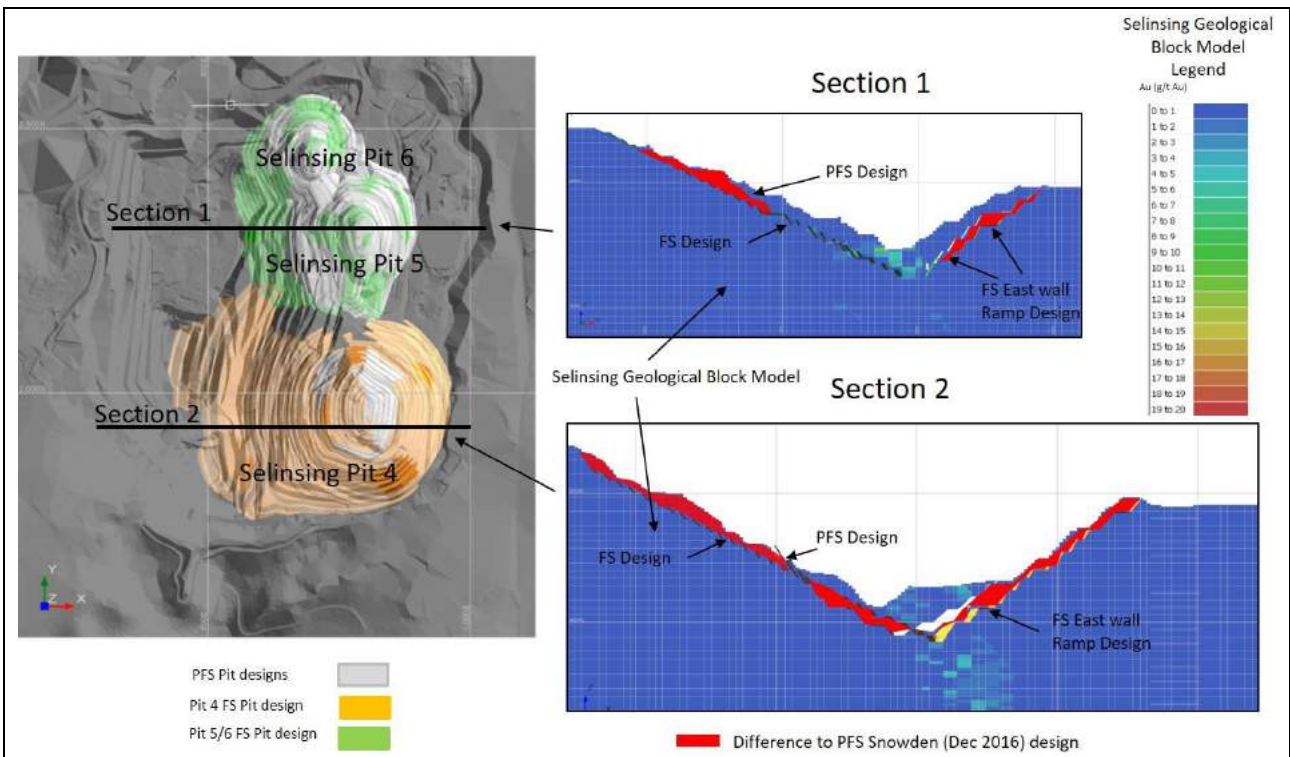 Selinsing Pit 6
Section 1
Selinsing Pit 5
Section 2
Selinsing Pit 4
Y
Z
X
PFS Pit designs
Pit 4 FS Pit design
Pit 5/6 FS Pit design
Section 1
PFS Design
FS Design
FS East wall
Ramp Design
Selinsing Geological Block Model
Section 2
FS Design
PFS Design
FS East wall
Ramp Design
Difference to PFS Snowden (Dec 2016) design
Selinsing Geological
Block Model
Legend
Au (g/t Au)
0 to 1
1 to 2
2 to 3
3 to 4
4 to 5
5 to 6
6 to 7
7 to 8
8 to 9
9 to 10
10 to 11
11 to 12
12 to 13
13 to 14
14 to 15
15 to 16
16 to 17
17 to 18
18 to 19
19 to 20